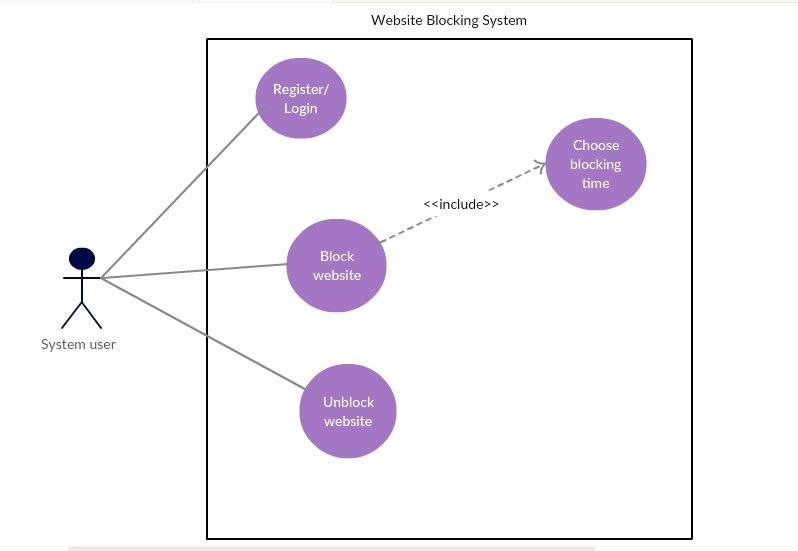 Website Blocking System
Register/
Login
Choose
blocking
time
<<include>>
Block
website
System user
Unblock
website